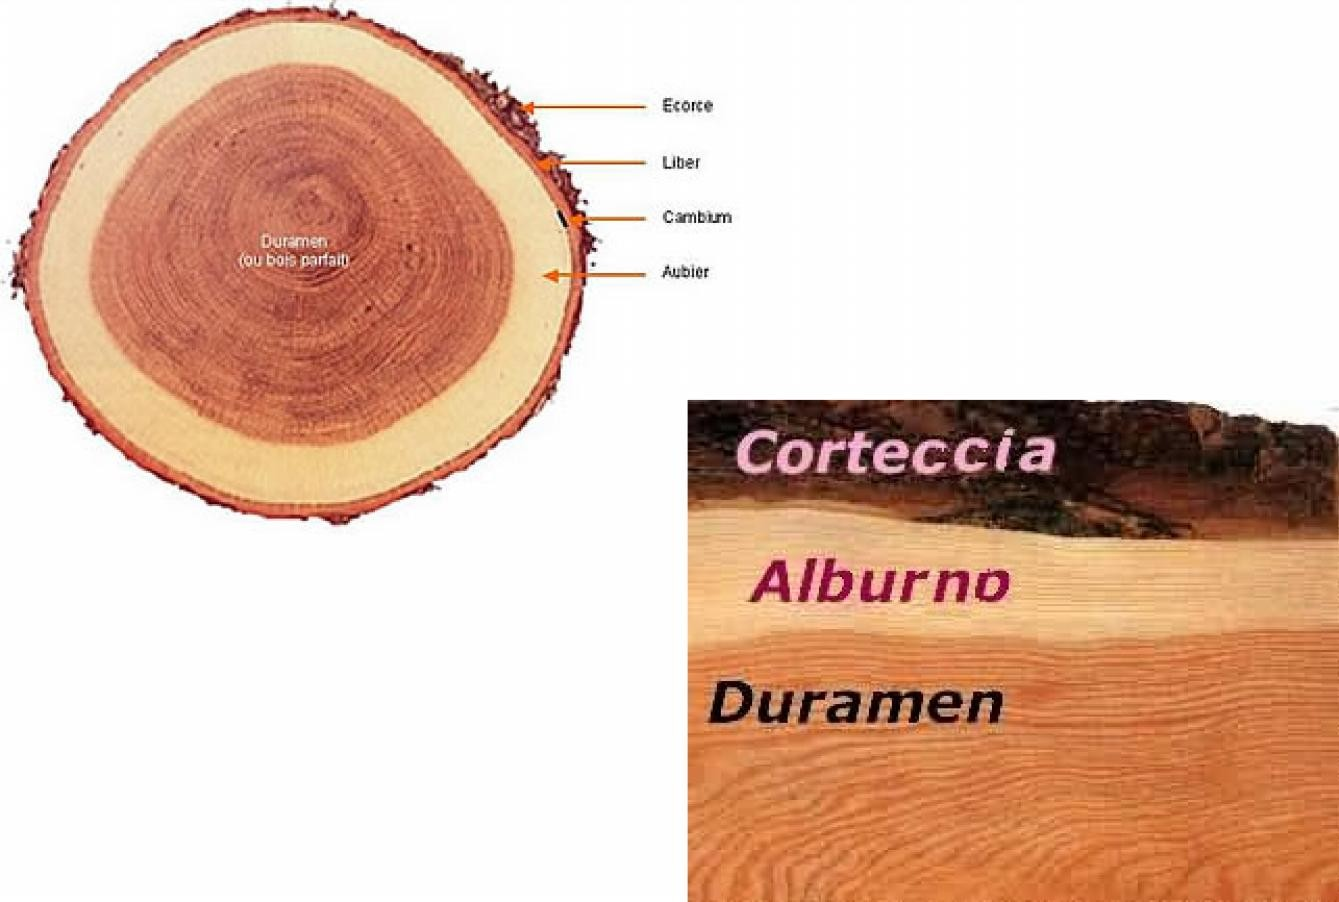 Ecorce
Liber
Cambium
Aubier
Duramen
(ou bois parfait)
Corteccia
Alburno
Duramen